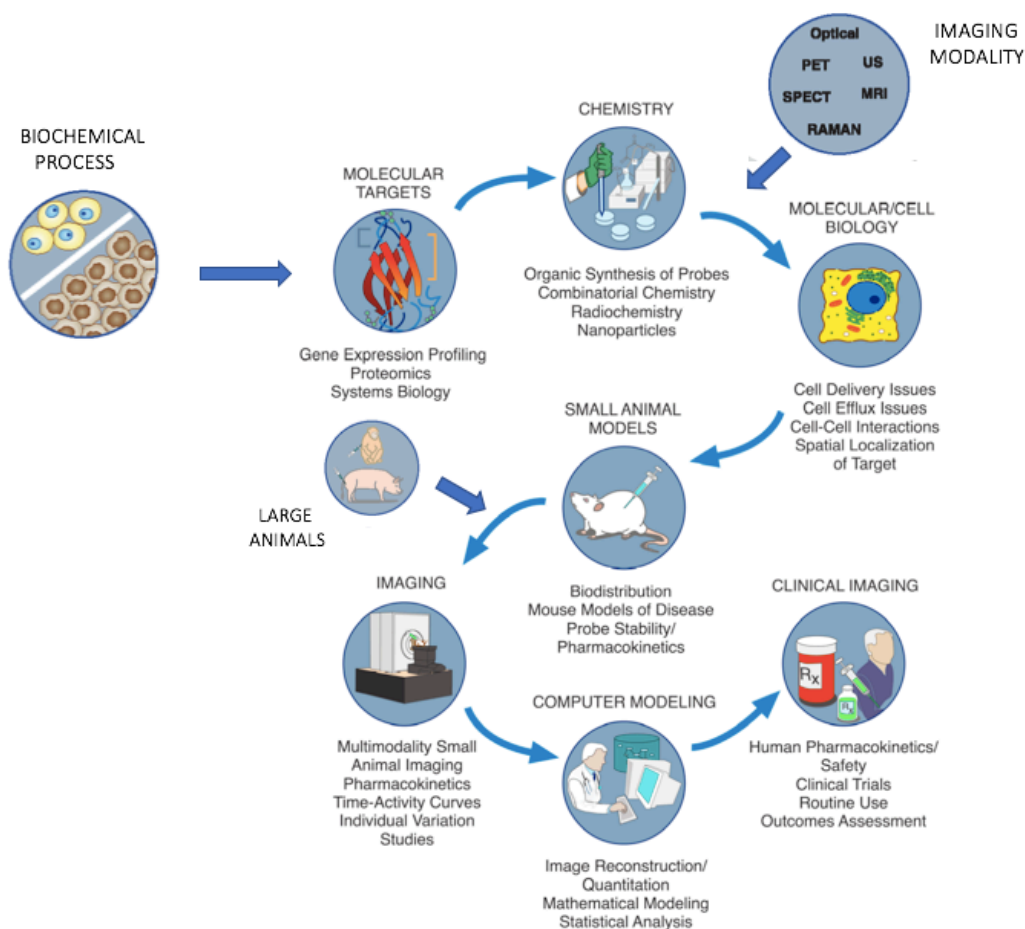 IMAGING
MODALITY
Optical
PET US
SPECT MRI
RAMAN
BIOCHEMICAL
PROCESS
MOLECULAR
TARGETS
Gene Expression Profiling
Proteomics
Systems Biology
CHEMISTRY
Organic Synthesis of Probes
Combinatorial Chemistry
Radiochemistry
Nanoparticles
MOLECULAR/CELL
BIOLOGY
Cell Delivery Issues
Cell Efflux Issues
Cell-Cell Interactions
Spatial Localization
of Target
SMALL ANIMAL
MODELS
Biodistribution
Mouse Models of Disease
Probe Stability/
Pharmacokinetics
LARGE
ANIMALS
IMAGING
Multimodality Small
Animal Imaging
Pharmacokinetics
Time-Activity Curves
Individual Variation
Studies
COMPUTER MODELING
Image Reconstruction/
Quantitation
Mathematical Modeling
Statistical Analysis
CLINICAL IMAGING
Rx
Rx
Human Pharmacokinetics/
Safety
Clinical Trials
Routine Use
Outcomes Assessment